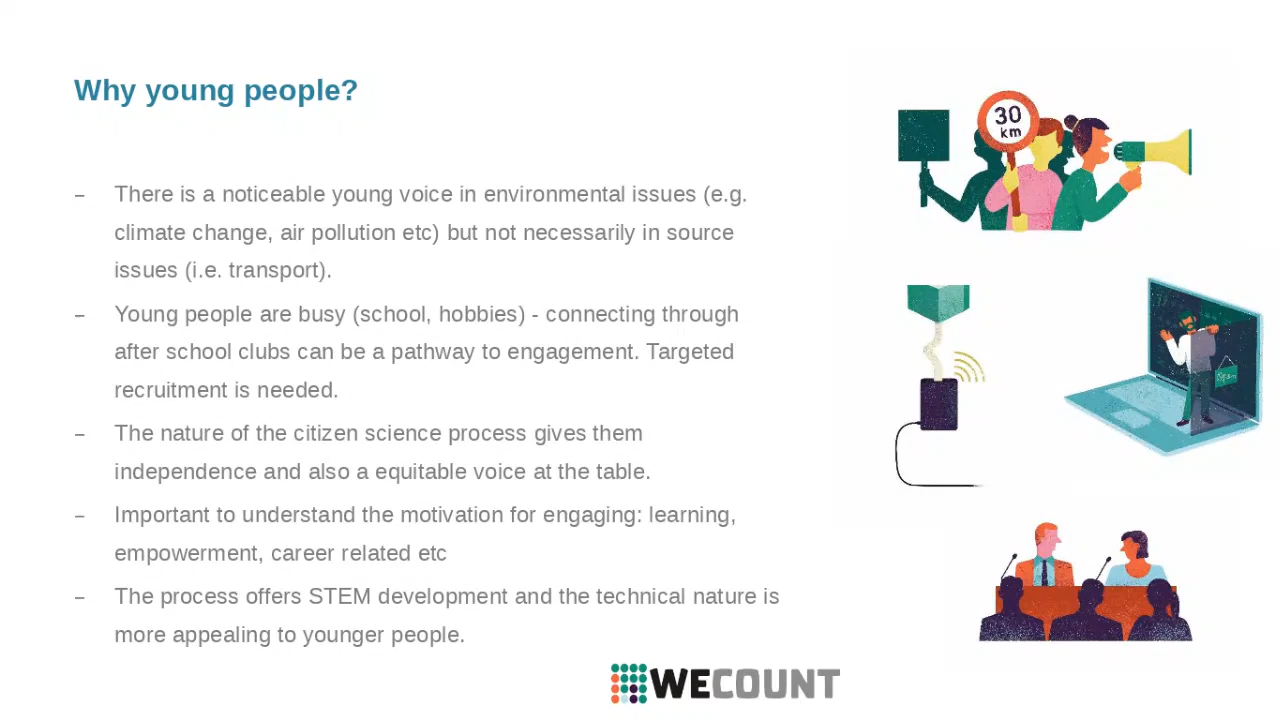 Why young people?
30
km
– There is a noticeable young voice in environmental issues (e.g.
climate change, air pollution etc) but not necessarily in source
issues (i.e. transport).
– Young people are busy (school, hobbies) - connecting through
after school clubs can be a pathway to engagement. Targeted
recruitment is needed.
– The nature of the citizen science process gives them
independence and also a equitable voice at the table.
– Important to understand the motivation for engaging: learning,
empowerment, career related etc
– The process offers STEM development and the technical nature is
more appealing to younger people.
WECOUNT